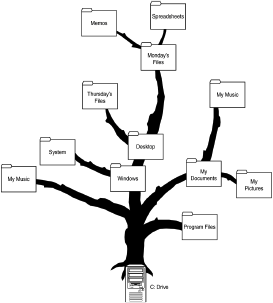 Spreadsheets
Memos
Monday's
Files
Thursday's
Files
My Music
Desktop
System
My Music
Windows
My
Documents
My
Pictures
Program Files
C: Drive